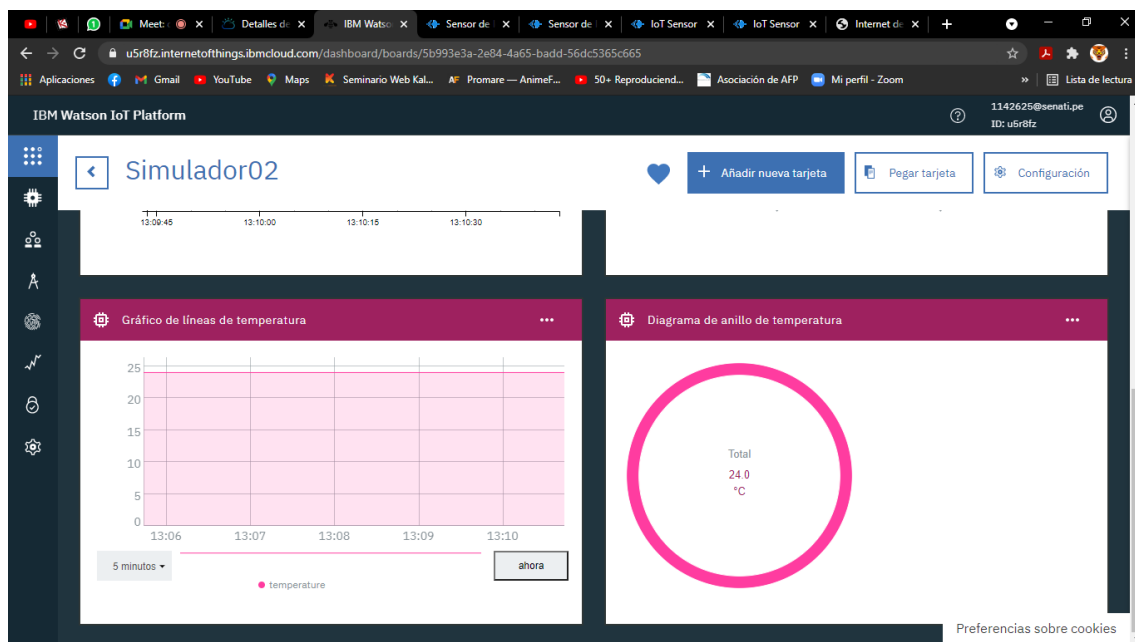 Meet:
Detalles de
IBM Watso
Sensor de
Sensor de
IoT Sensor
IoT Sensor
Internet de
u5r8fz.internetofthings.ibmcloud.com/dashboard/boards/5b993e3a-2e84-4a65-badd-56dc5365c665
Aplicaciones
Gmail
YouTube
Maps
Seminario Web Kal...
AF Promare — AnimeF...
50+ Reproduciend...
Asociación de AFP
Mi perfil - Zoom
»
Lista de lectura
IBM Watson IoT Platform
1142625@senati.pe
ID: u5r8fz
Simulador02
+ Añadir nueva tarjeta
Pegar tarjeta
Configuración
13:09:45 13:10:00 13:10:15 13:10:30
Gráfico de líneas de temperatura
Diagrama de anillo de temperatura
25
20
15
10
5
0
13:06 13:07 13:08 13:09 13:10
5 minutos
ahora
temperature
Total
24.0
°C
Preferencias sobre cookies